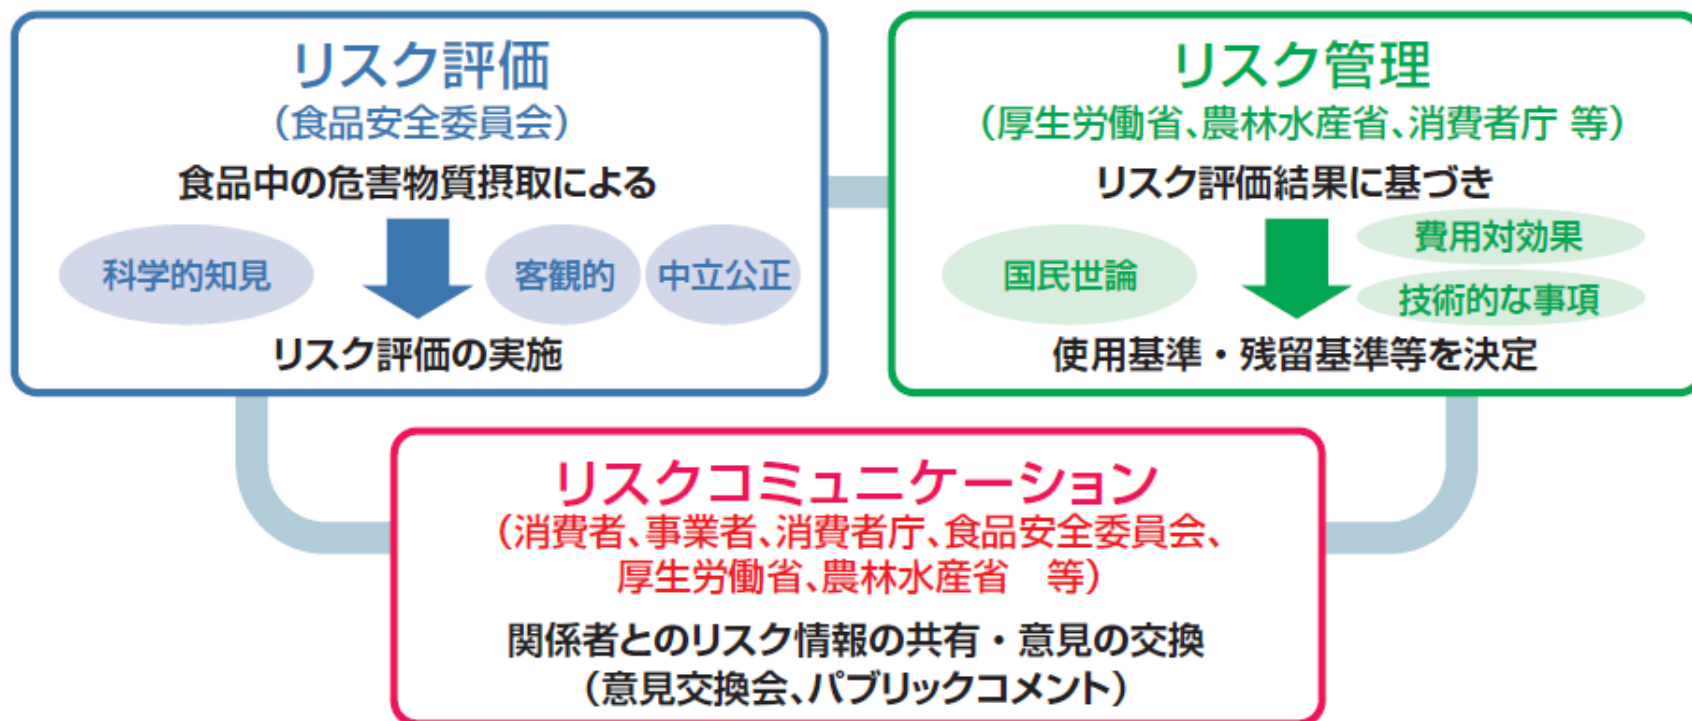 リスク評価
（食品安全委員会）
食品中の危害物質摂取による
科学的知見
客観的
中立公正
リスク評価の実施
リスク管理
（厚生労働省、農林水産省、消費者庁 等）
リスク評価結果に基づき
国民世論
費用対効果
技術的な事項
使用基準・残留基準等を決定
リスクコミュニケーション
（消費者、事業者、消費者庁、食品安全委員会、
厚生労働省、農林水産省　等）
関係者とのリスク情報の共有・意見の交換
（意見交換会、パブリックコメント）